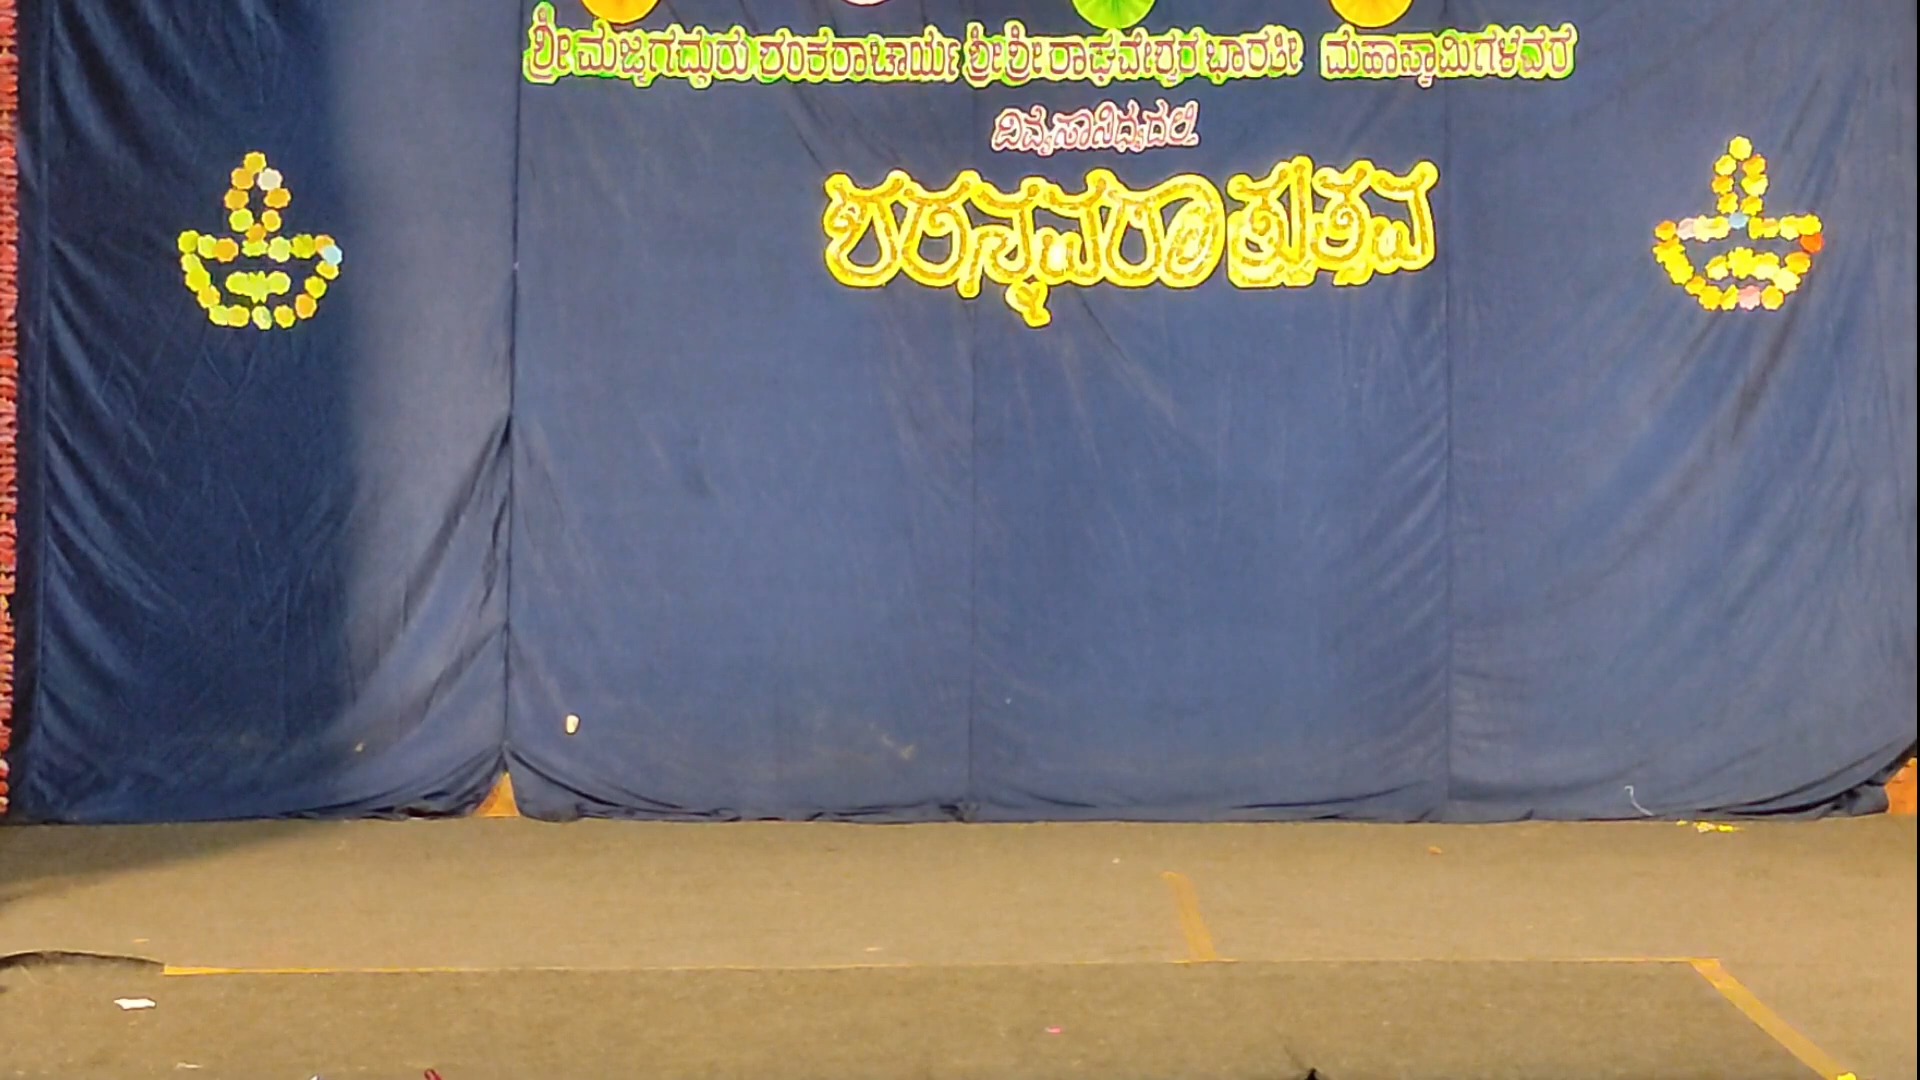 ಶ್ರೀಮಜ್ಜಗದ್ಗುರು ಶಂಕರಾಚಾರ್ಯ ಶ್ರೀಶ್ರೀ ರಾಘವೇಶ್ವರ ಭಾರತೀ ಮಹಾಸ್ವಾಮಿಗಳವರ
ದಿವ್ಯಸಾನಿಧ್ಯದಲ್ಲಿ
ಶರನ್ನವರಾತ್ರ್ಯುತ್ಸವ